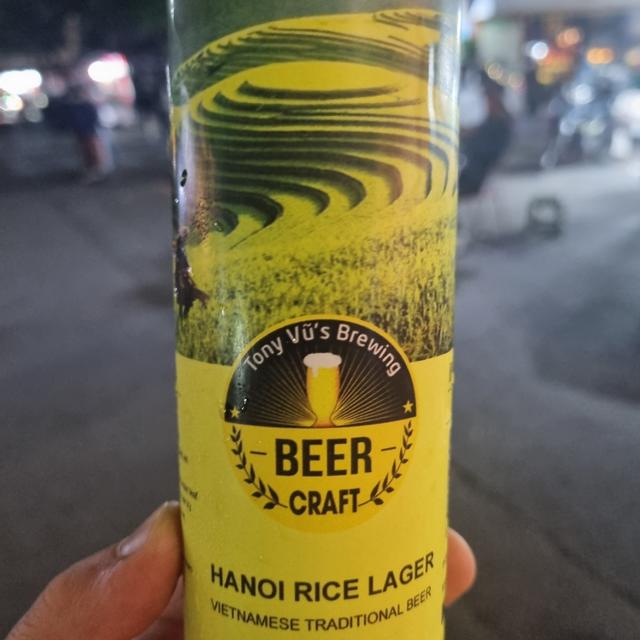 Tony Vũ's Brewing
BEER
CRAFT
HANOI RICE LAGER
VIETNAMESE TRADITIONAL BEER